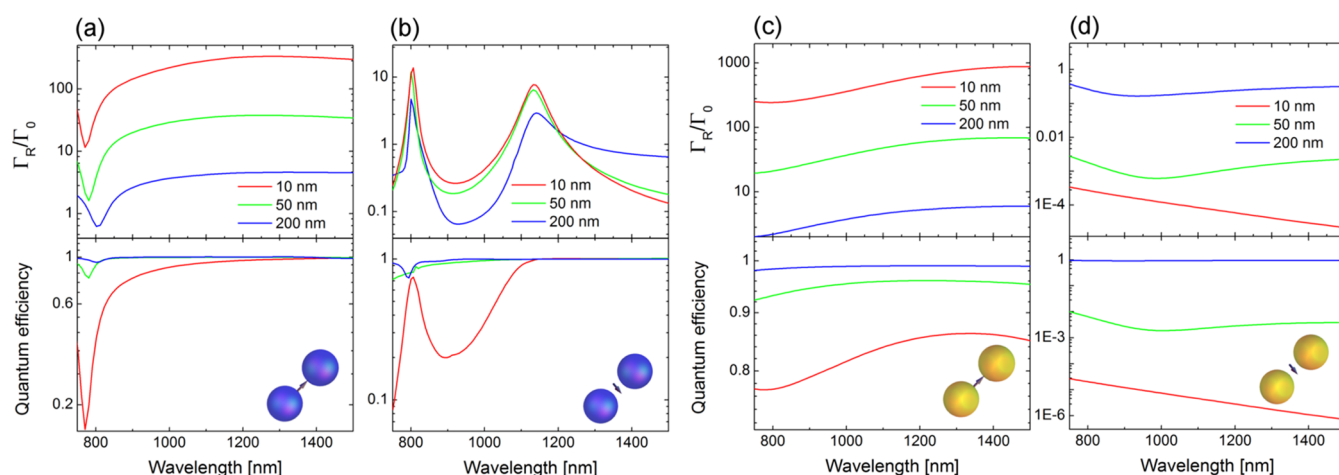 (a)
Γ_R/Γ_0
100
10
1
10 nm
50 nm
200 nm
Quantum efficiency
1
0.6
0.2
800 1000 1200 1400
Wavelength [nm]
(b)
10
1
0.1
10 nm
50 nm
200 nm
1
0.1
800 1000 1200 1400
Wavelength [nm]
(c)
Γ_R/Γ_0
1000
100
10
10 nm
50 nm
200 nm
Quantum efficiency
1
0.9
0.8
800 1000 1200 1400
Wavelength [nm]
(d)
1
0.01
1E-4
10 nm
50 nm
200 nm
1
1E-3
1E-6
800 1000 1200 1400
Wavelength [nm]